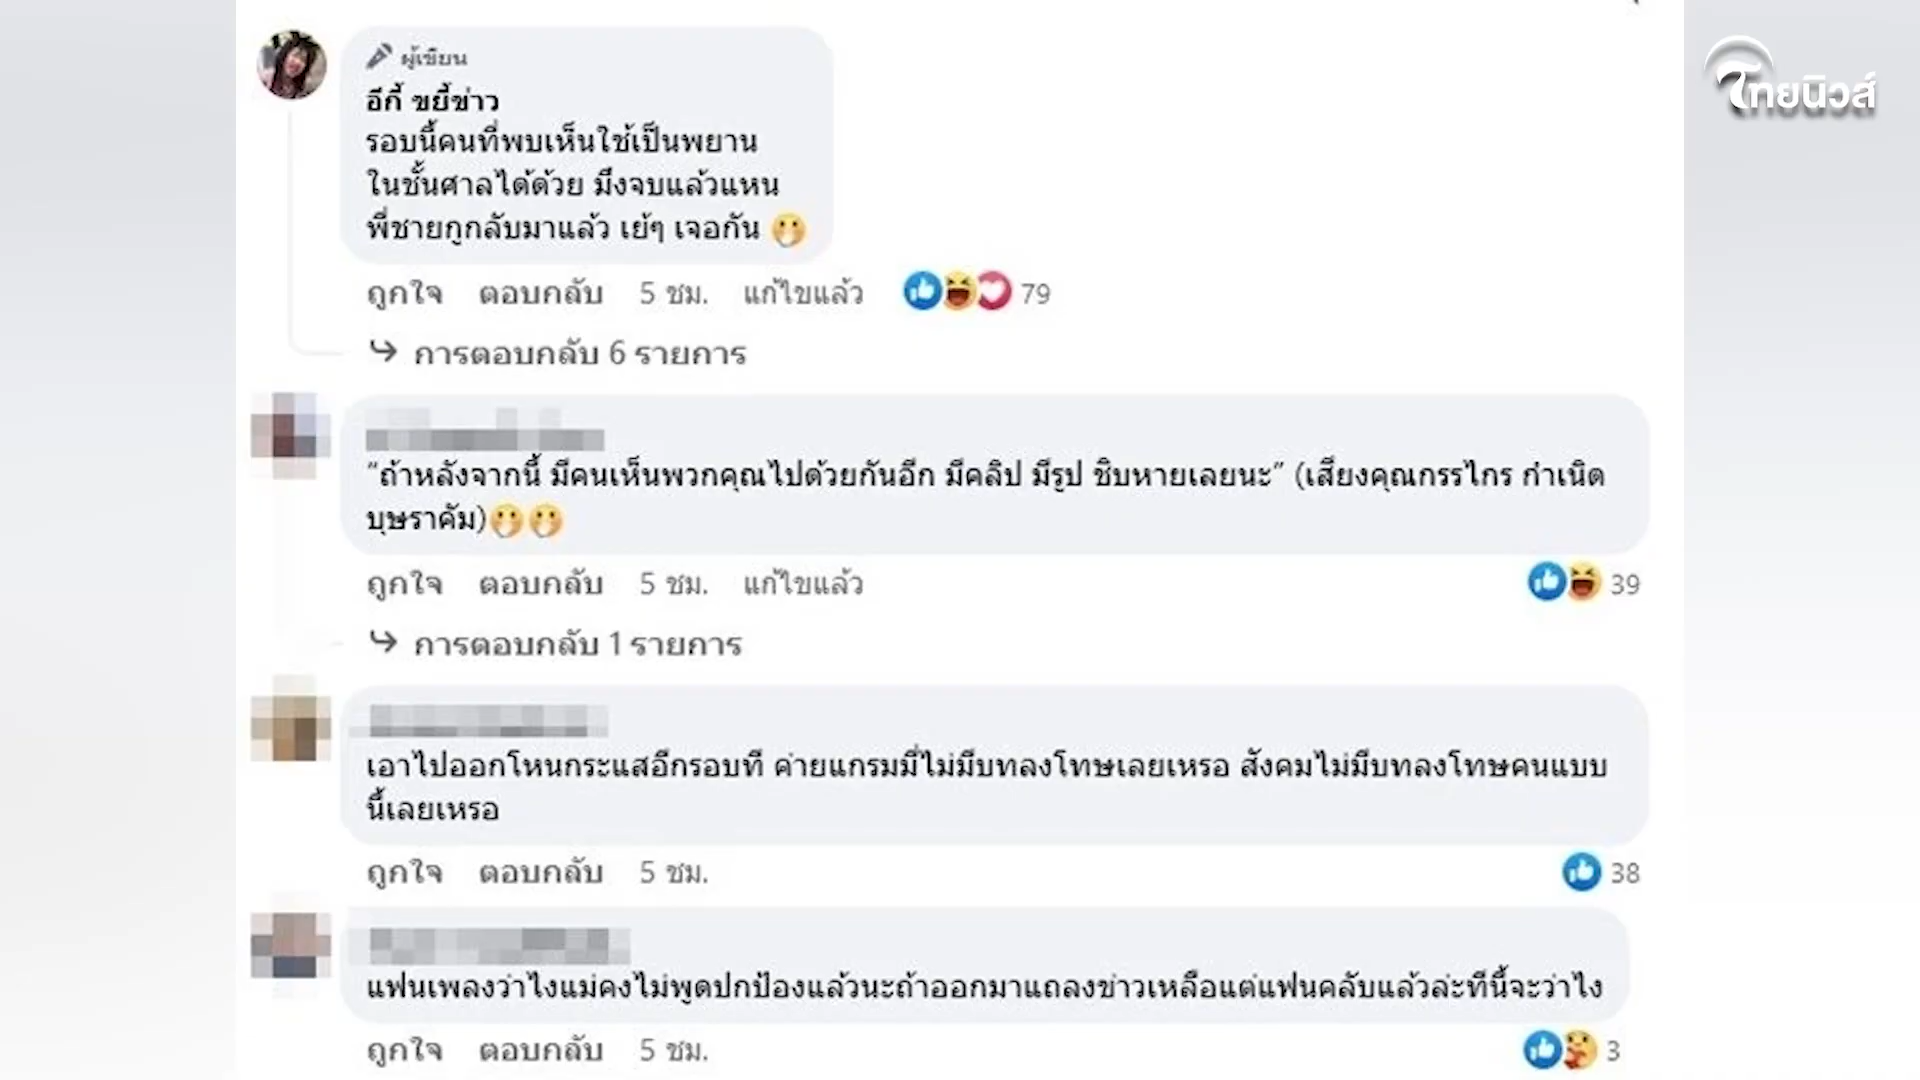 ไทยนิวส์
ผู้เขียน
อีกี้ ขยี้ข่าว
รอบนี้คนที่พบเห็นใช้เป็นพยาน
ในชั้นศาลได้ด้วย มึงจบแล้วแหน
พี่ชายกูกลับมาแล้ว เย้ๆ เจอกัน 🫢
ถูกใจ ตอบกลับ 5 ชม. แก้ไขแล้ว 79
การตอบกลับ 6 รายการ
“ถ้าหลังจากนี้ มีคนเห็นพวกคุณไปด้วยกันอีก มีคลิป มีรูป ชิบหายเลยนะ” (เสียงคุณกรรไกร กำเนิด
บุษราคัม)🫢🫢
ถูกใจ ตอบกลับ 5 ชม. แก้ไขแล้ว 39
การตอบกลับ 1 รายการ
เอาไปออกโหนกระแสอีกรอบที ค่ายแกรมมี่ไม่มีบทลงโทษเลยเหรอ สังคมไม่มีบทลงโทษคนแบบ
นี้เลยเหรอ
ถูกใจ ตอบกลับ 5 ชม. 38
แฟนเพลงว่าไงแม่คงไม่พูดปกป้องแล้วนะถ้าออกมาแถลงข่าวเหลือแต่แฟนคลับแล้วล่ะทีนี้จะว่าไง
ถูกใจ ตอบกลับ 5 ชม. 3